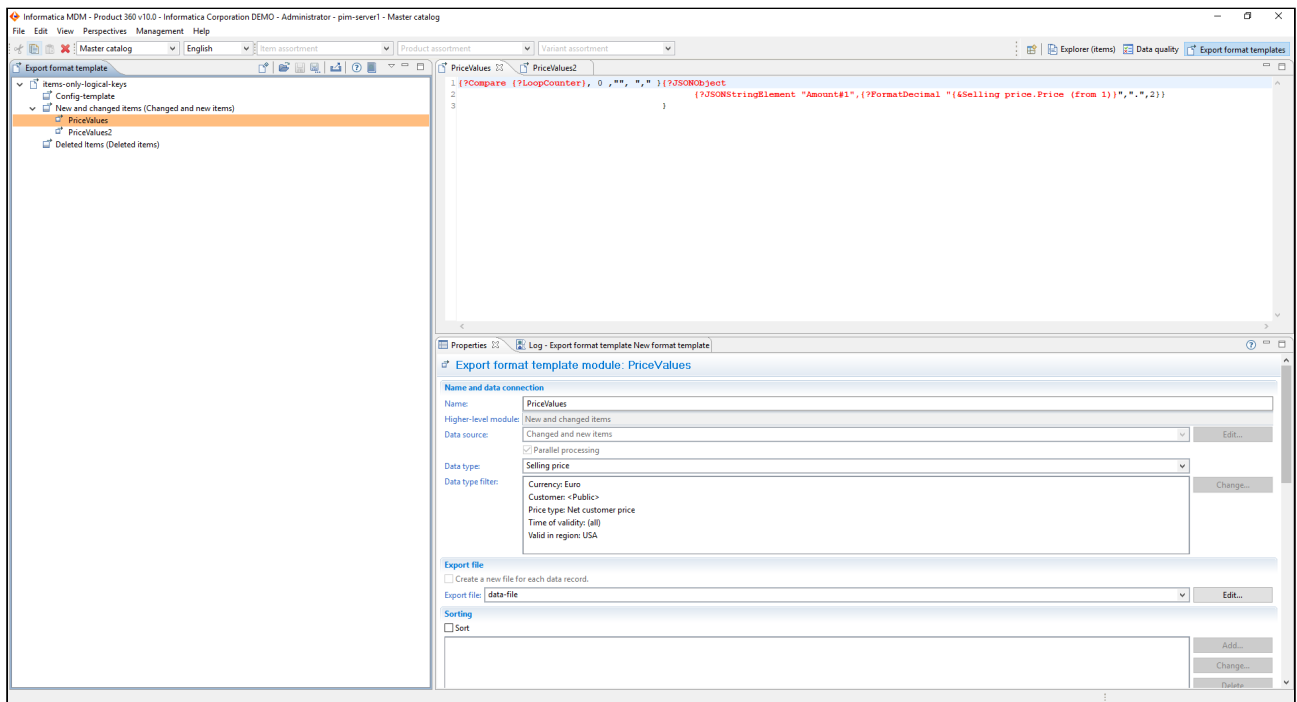 Informatica MDM - Product 360 v10.0 - Informatica Corporation DEMO - Administrator - pim-server1 - Master catalog
File Edit View Perspectives Management Help
Master catalog English Item assortment Product assortment Variant assortment Explorer (items) Data quality Export format templates
Export format template
items-only-logical-keys
Config-template
New and changed items (Changed and new items)
PriceValues
PriceValues2
Deleted Items (Deleted items)
PriceValues PriceValues2
1 {?Compare {?LoopCounter}, 0 ,"", "," }{?JSONObject
2 {?JSONStringElement "Amount#1",{?FormatDecimal "{&Selling price.Price (from 1)}",".",2}}
3 }
Properties Log - Export format template New format template
Export format template module: PriceValues
Name and data connection
Name: PriceValues
Higher-level module: New and changed items
Data source: Changed and new items Edit...
Parallel processing
Data type: Selling price
Data type filter: Currency: Euro Change...
Customer: <Public>
Price type: Net customer price
Time of validity: (all)
Valid in region: USA
Export file
Create a new file for each data record.
Export file: data-file Edit...
Sorting
Sort
Add...
Change...
Delete